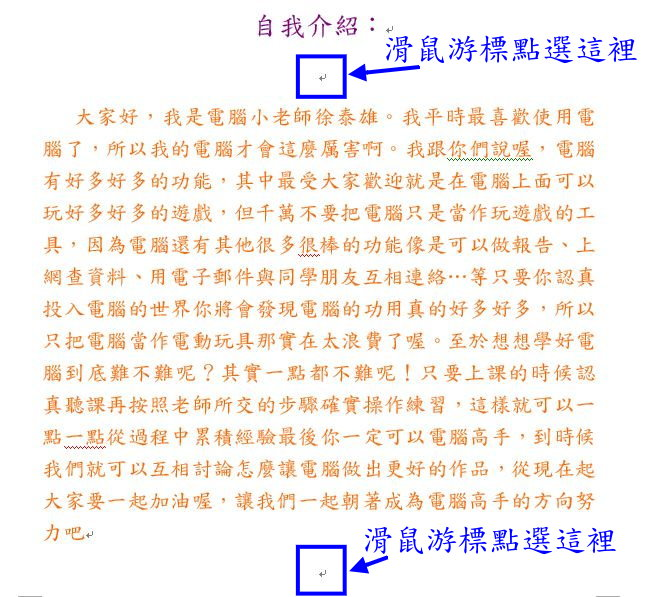 自我介紹：
滑鼠游標點選這裡
大家好，我是電腦小老師徐泰雄。我平時最喜歡使用電
腦了，所以我的電腦才會這麼厲害啊。我跟你們說喔，電腦
有好多好多的功能，其中最受大家歡迎就是在電腦上面可以
玩好多好多的遊戲，但千萬不要把電腦只是當作玩遊戲的工
具，因為電腦還有其他很多很棒的功能像是可以做報告、上
網查資料、用電子郵件與同學朋友互相連絡…等只要你認真
投入電腦的世界你將會發現電腦的功用真的好多好多，所以
只把電腦當作電動玩具那實在太浪費了喔。至於想想學好電
腦到底難不難呢？其實一點都不難呢！只要上課的時候認
真聽課再按照老師所交的步驟確實操作練習，這樣就可以一
點一點從過程中累積經驗最後你一定可以電腦高手，到時候
我們就可以互相討論怎麼讓電腦做出更好的作品，從現在起
大家要一起加油喔，讓我們一起朝著成為電腦高手的方向努
力吧
滑鼠游標點選這裡